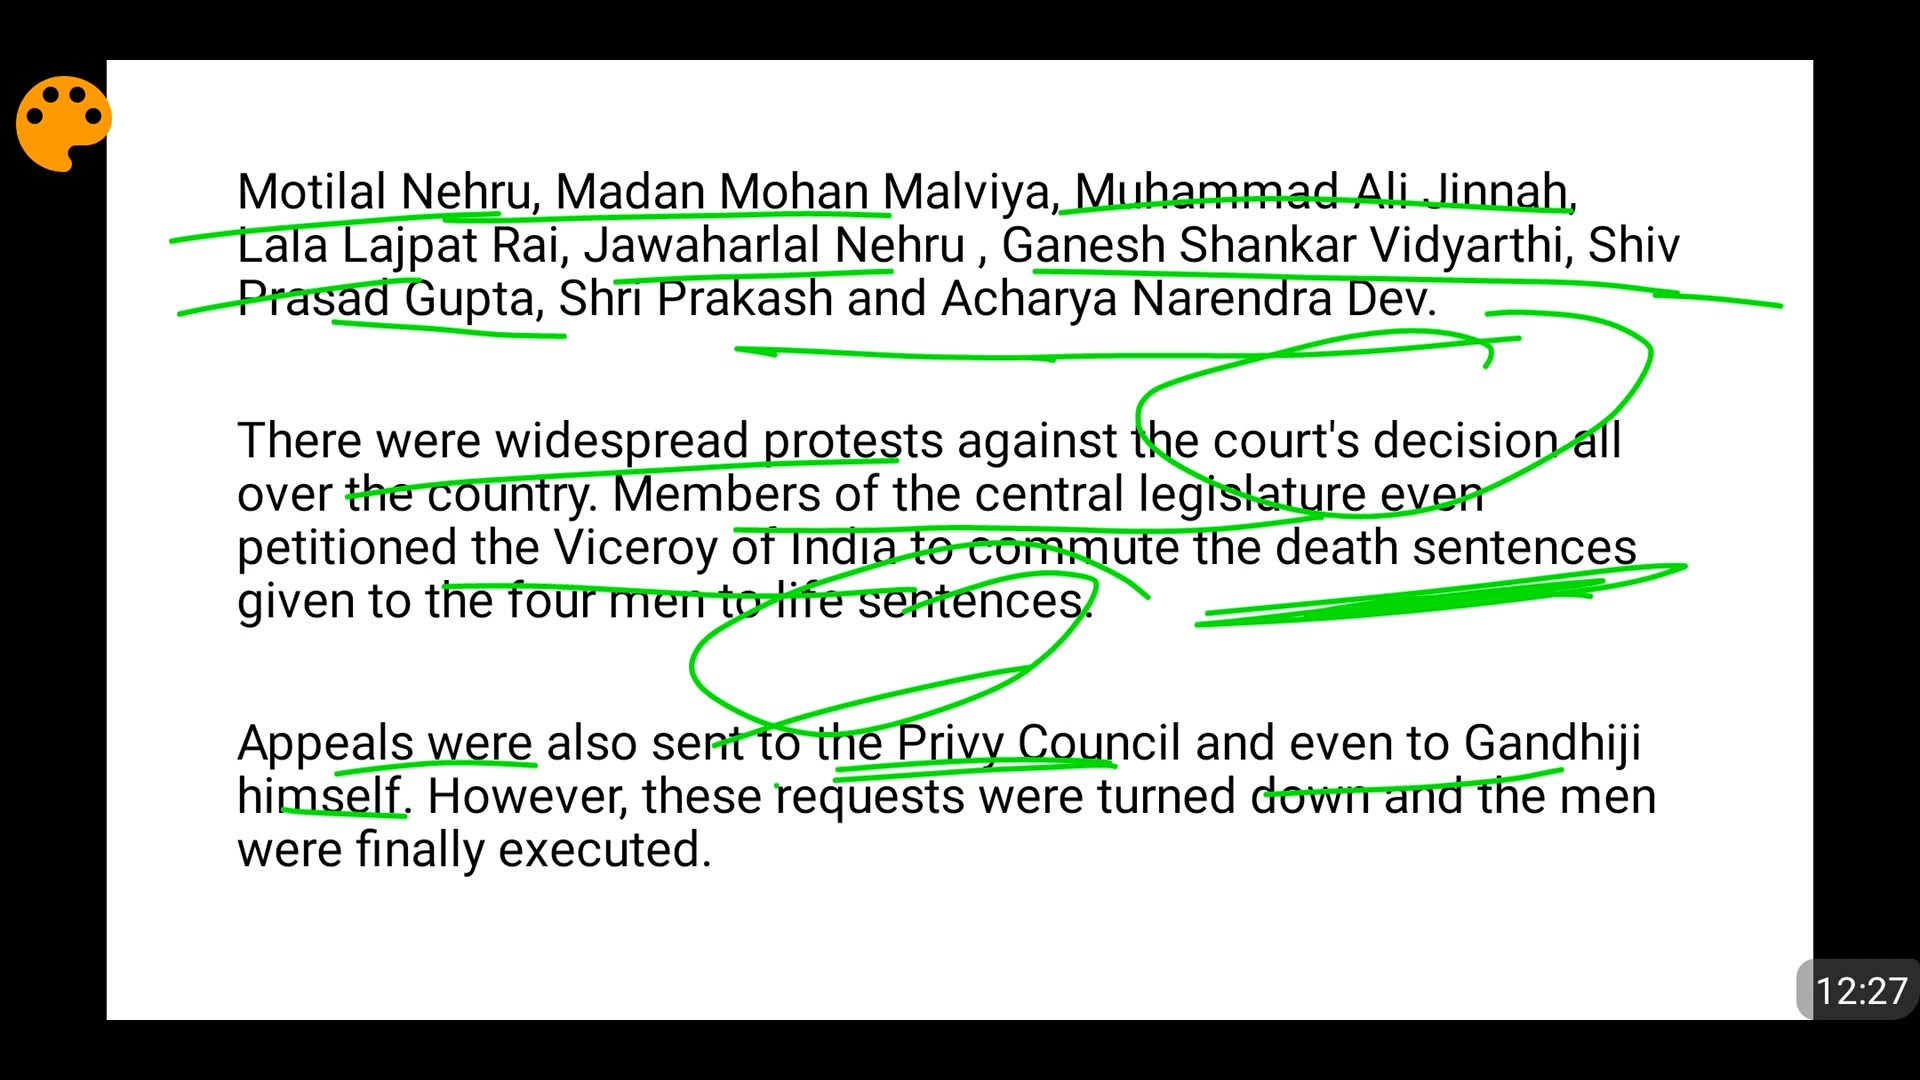 Motilal Nehru, Madan Mohan Malviya, Muhammad Ali Jinnah,
Lala Lajpat Rai, Jawaharlal Nehru , Ganesh Shankar Vidyarthi, Shiv
Prasad Gupta, Shri Prakash and Acharya Narendra Dev.
There were widespread protests against the court's decision all
over the country. Members of the central legislature even
petitioned the Viceroy of India to commute the death sentences
given to the four men to life sentences.
Appeals were also sent to the Privy Council and even to Gandhiji
himself. However, these requests were turned down and the men
were finally executed.
12:27